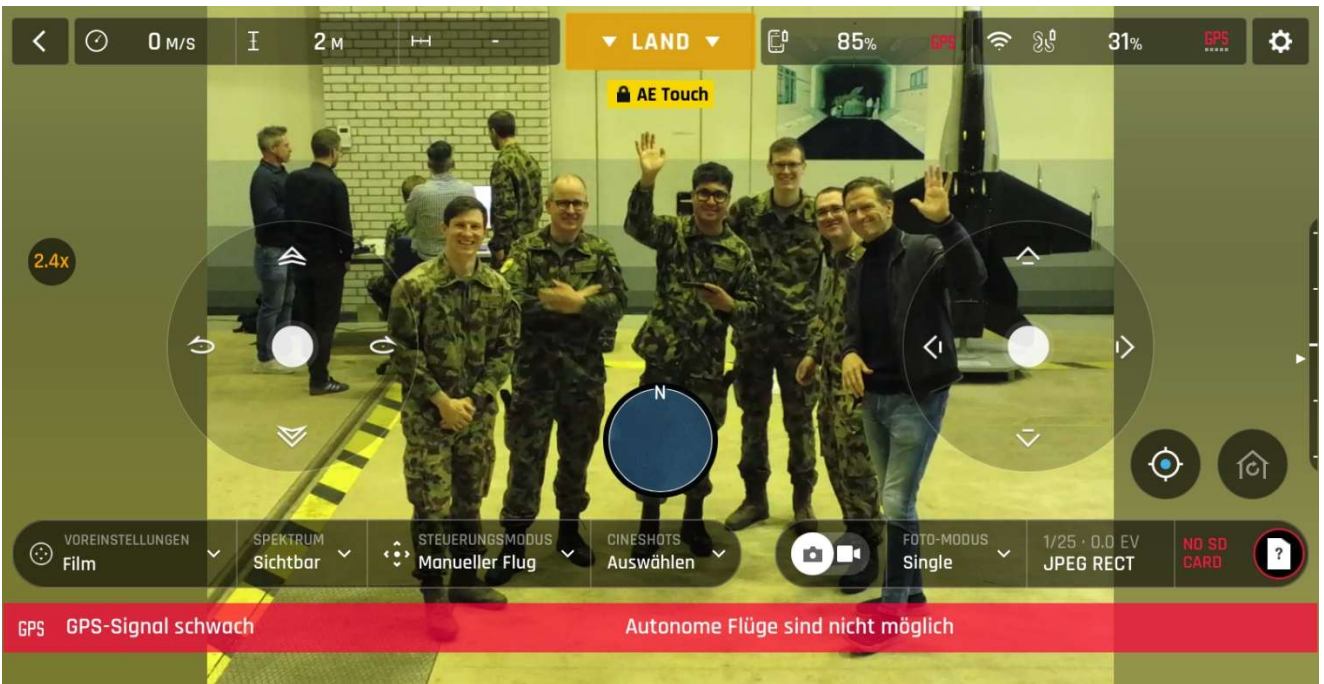 0 M/S
2 M
-
LAND
85%
GPS
31%
GPS
AE Touch
2.4x
N
VOREINSTELLUNGEN
Film
SPEKTRUM
Sichtbar
STEUERUNGSMODUS
Manueller Flug
CINESHOTS
Auswählen
FOTO-MODUS
Single
1/25 · 0.0 EV
JPEG RECT
NO SD
CARD
?
GPS GPS-Signal schwach
Autonome Flüge sind nicht möglich